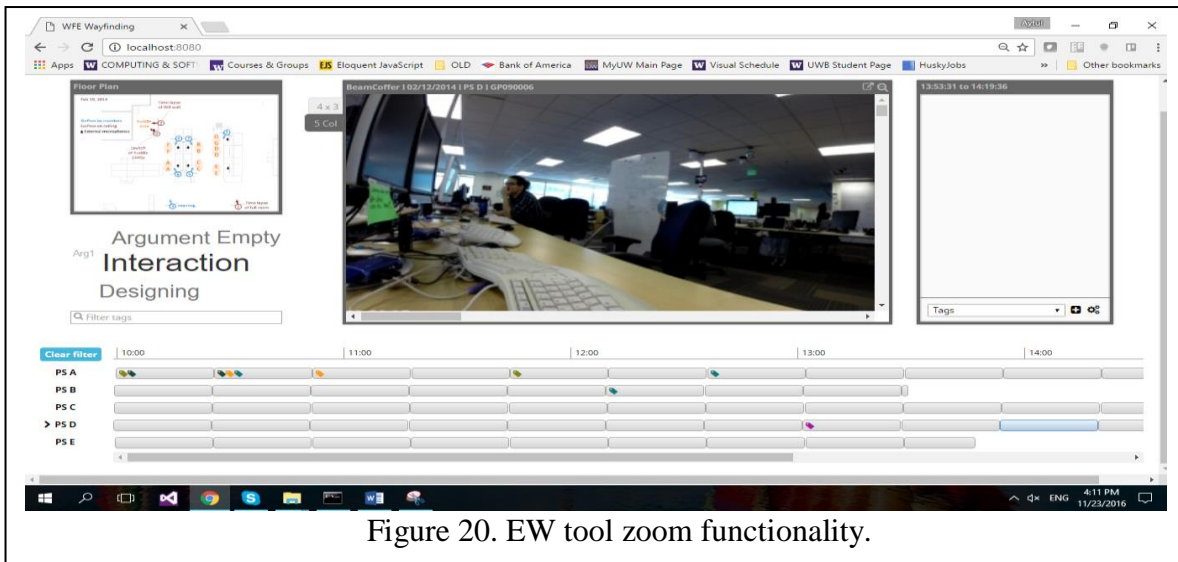 WFE Wayfinding
Aytul
localhost:8080
Apps COMPUTING & SOFT Courses & Groups EJS Eloquent JavaScript OLD Bank of America MyUW Main Page Visual Schedule UWB Student Page HuskyJobs » Other bookmarks
Floor Plan
4 x 3
5 Col
BeamCoffer | 02/12/2014 | PS D | GP090006
13:53:31 to 14:19:36
Argument Empty
Arg1 Interaction
Designing
Filter tags
Tags
Clear filter 10:00 11:00 12:00 13:00 14:00
PS A
PS B
PS C
PS D
PS E
ENG 4:11 PM
11/23/2016
Figure 20. EW tool zoom functionality.